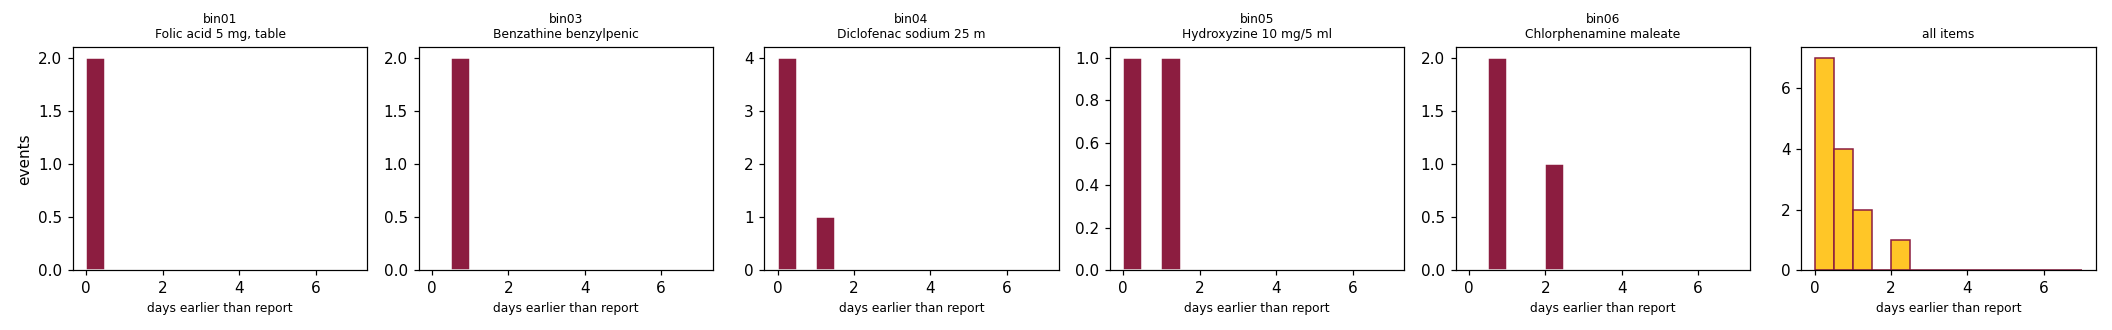 bin01
Folic acid 5 mg, table
events
2.0
1.5
1.0
0.5
0.0
0 2 4 6
days earlier than report
bin03
Benzathine benzylpenic
2.0
1.5
1.0
0.5
0.0
0 2 4 6
days earlier than report
bin04
Diclofenac sodium 25 m
4
3
2
1
0
0 2 4 6
days earlier than report
bin05
Hydroxyzine 10 mg/5 ml
1.0
0.8
0.6
0.4
0.2
0.0
0 2 4 6
days earlier than report
bin06
Chlorphenamine maleate
2.0
1.5
1.0
0.5
0.0
0 2 4 6
days earlier than report
all items
6
4
2
0
0 2 4 6
days earlier than report